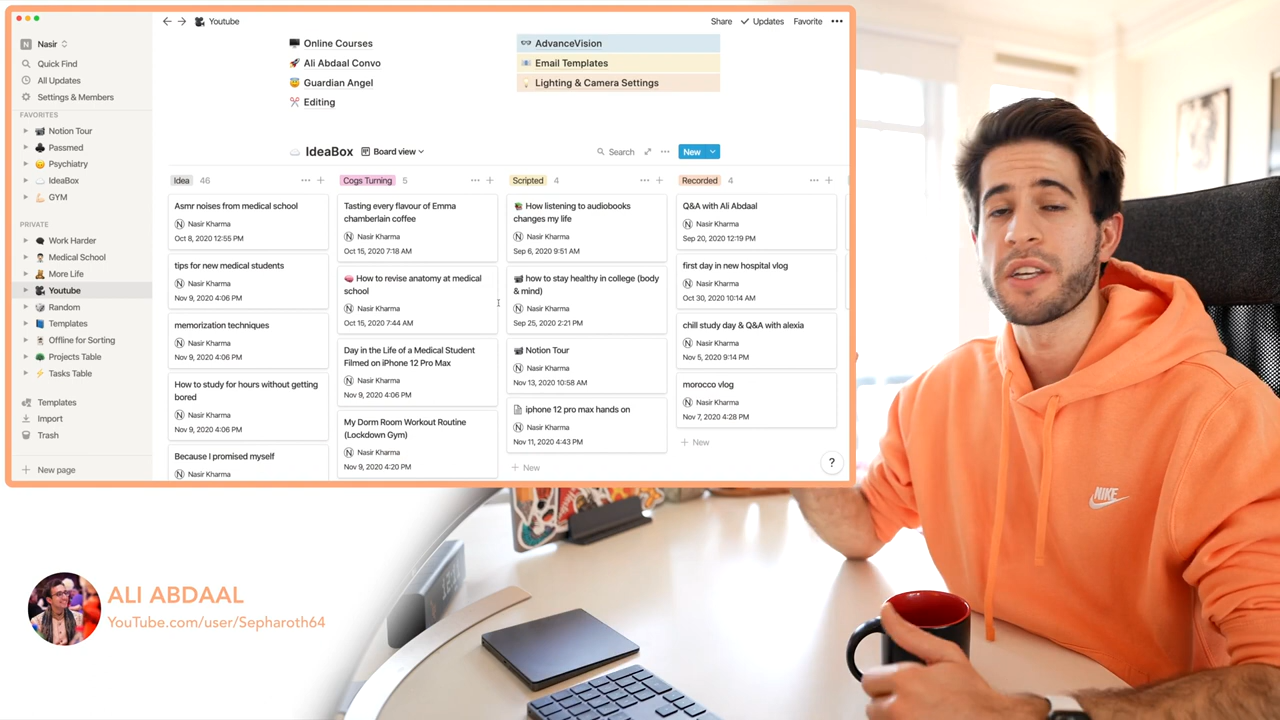 Youtube
Share
Updates
Favorite
N
Nasir
Quick Find
All Updates
Settings & Members
FAVORITES
Notion Tour
Passmed
Psychiatry
IdeaBox
GYM
PRIVATE
Work Harder
Medical School
More Life
Youtube
Random
Templates
Offline for Sorting
Projects Table
Tasks Table
Templates
Import
Trash
New page
Online Courses
Ali Abdaal Convo
Guardian Angel
Editing
AdvanceVision
Email Templates
Lighting & Camera Settings
IdeaBox
Board view
Search
New
Idea 46
Asmr noises from medical school
N Nasir Kharma
Oct 8, 2020 12:55 PM
tips for new medical students
N Nasir Kharma
Nov 9, 2020 4:06 PM
memorization techniques
N Nasir Kharma
Nov 9, 2020 4:06 PM
How to study for hours without getting
bored
N Nasir Kharma
Nov 9, 2020 4:06 PM
Because I promised myself
N Nasir Kharma
Cogs Turning 5
Tasting every flavour of Emma
chamberlain coffee
N Nasir Kharma
Oct 15, 2020 7:18 AM
How to revise anatomy at medical
school
N Nasir Kharma
Oct 15, 2020 7:44 AM
Day in the Life of a Medical Student
Filmed on iPhone 12 Pro Max
N Nasir Kharma
Nov 9, 2020 4:06 PM
My Dorm Room Workout Routine
(Lockdown Gym)
N Nasir Kharma
Nov 9, 2020 4:20 PM
Scripted 4
How listening to audiobooks
changes my life
N Nasir Kharma
Sep 6, 2020 9:51 AM
how to stay healthy in college (body
& mind)
N Nasir Kharma
Sep 25, 2020 2:21 PM
Notion Tour
N Nasir Kharma
Nov 13, 2020 10:58 AM
iphone 12 pro max hands on
N Nasir Kharma
Nov 11, 2020 4:43 PM
New
Recorded 4
Q&A with Ali Abdaal
N Nasir Kharma
Sep 20, 2020 12:19 PM
first day in new hospital vlog
N Nasir Kharma
Oct 30, 2020 10:14 AM
chill study day & Q&A with alexia
N Nasir Kharma
Nov 5, 2020 9:14 PM
morocco vlog
N Nasir Kharma
Nov 7, 2020 4:28 PM
New
?
NIKE
ALI ABDAAL
YouTube.com/user/Sepharoth64